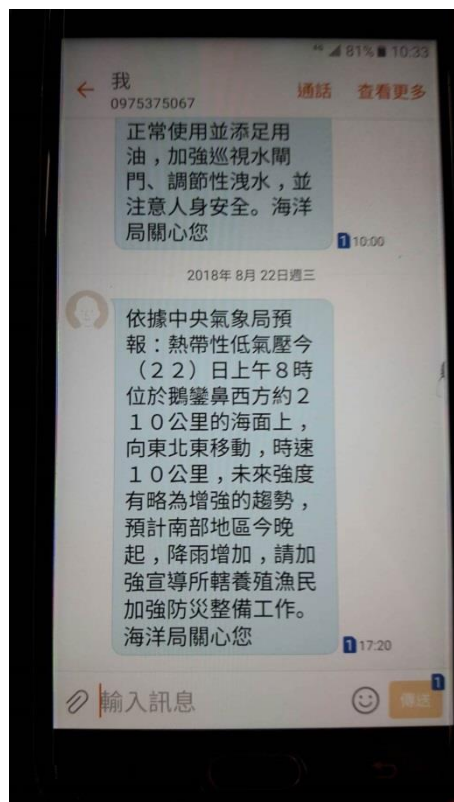 4G 81% 10:33
我
0975375067
通話 查看更多
正常使用並添足用
油，加強巡視水閘
門、調節性洩水，並
注意人身安全。海洋
局關心您
1 10:00
2018年 8月 22日週三
依據中央氣象局預
報：熱帶性低氣壓今
（２２）日上午８時
位於鵝鑾鼻西方約２
１０公里的海面上，
向東北東移動，時速
１０公里，未來強度
有略為增強的趨勢，
預計南部地區今晚
起，降雨增加，請加
強宣導所轄養殖漁民
加強防災整備工作。
海洋局關心您
1 17:20
輸入訊息
傳送
1